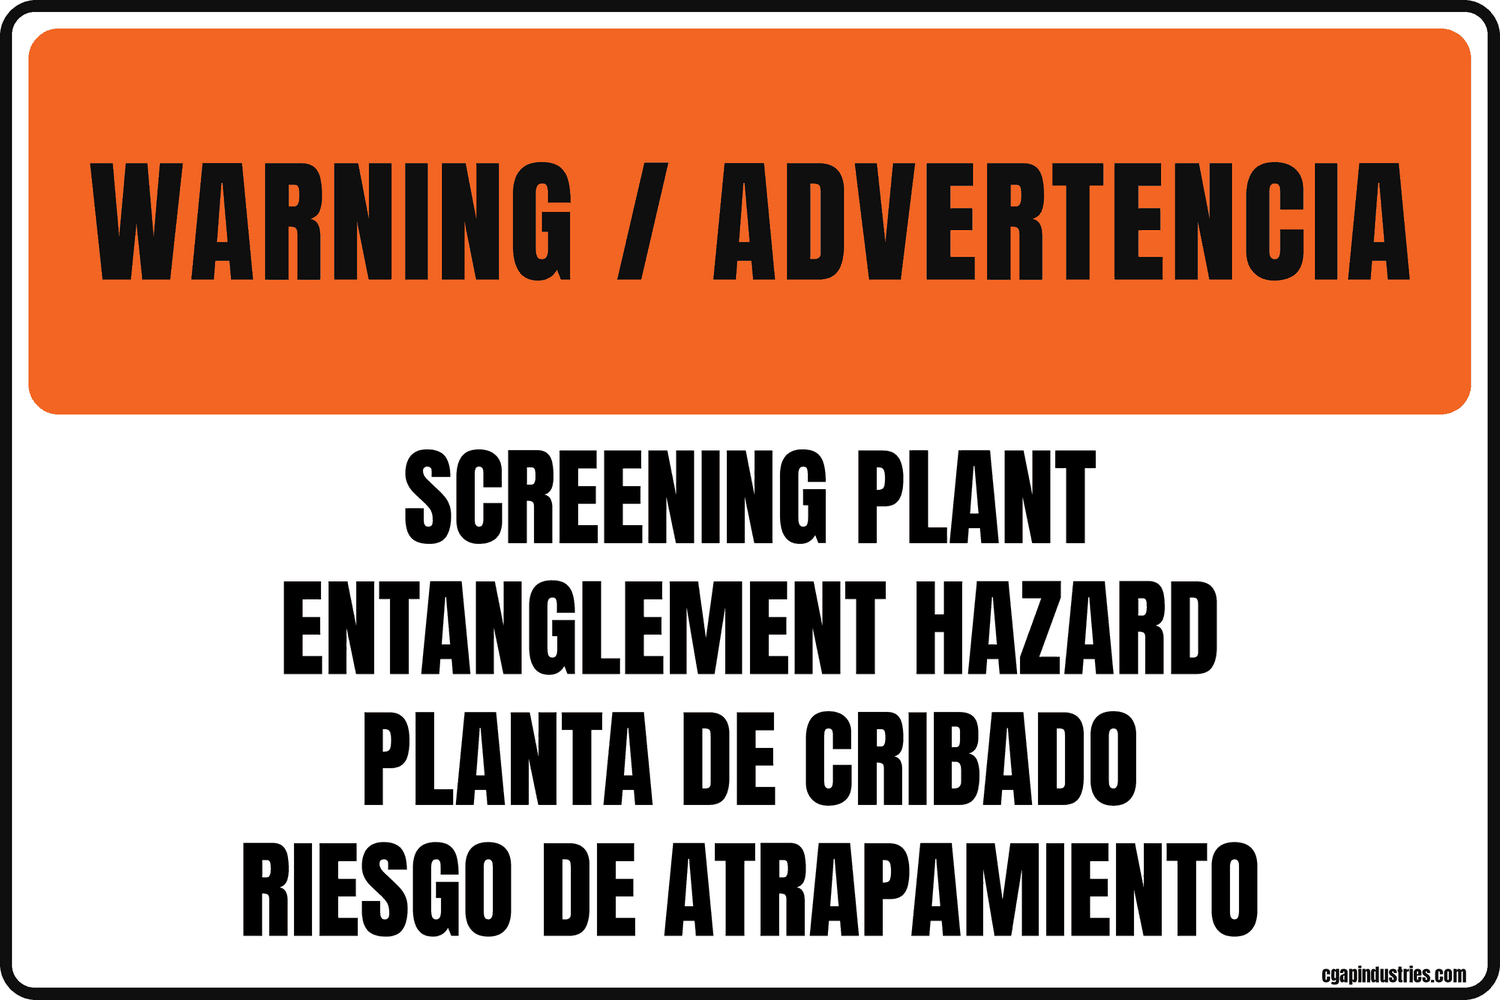 WARNING / ADVERTENCIA
SCREENING PLANT
ENTANGLEMENT HAZARD
PLANTA DE CRIBADO
RIESGO DE ATRAPAMIENTO
cgapindustries.com